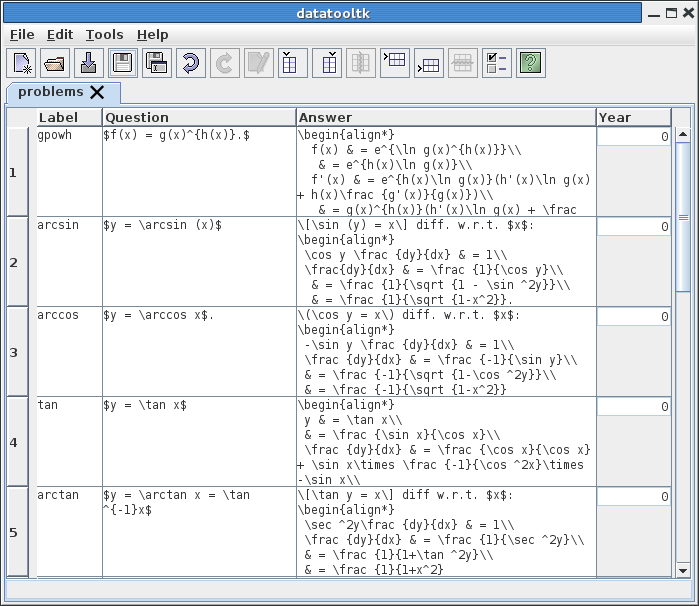 datatooltk
File Edit Tools Help
problems
Label Question Answer Year
1 gpowh $f(x) = g(x)^{h(x)}.$ \begin{align*} 0
f(x) & = e^{\ln g(x)^{h(x)}}\\
& = e^{h(x)\ln g(x)}\\
f'(x) & = e^{h(x)\ln g(x)}(h'(x)\ln g(x)
+ h(x)\frac {g'(x)}{g(x)})\\
& = g(x)^{h(x)}(h'(x)\ln g(x) + \frac
2 arcsin $y = \arcsin (x)$ \[\sin (y) = x\] diff. w.r.t. $x$: 0
\begin{align*}
\cos y \frac {dy}{dx} & = 1\\
\frac{dy}{dx} & = \frac {1}{\cos y}\\
& = \frac {1}{\sqrt {1 - \sin ^2y}}\\
& = \frac {1}{\sqrt {1-x^2}}.
3 arccos $y = \arccos x$. \(\cos y = x\) diff. w.r.t. $x$: 0
\begin{align*}
-\sin y \frac {dy}{dx} & = 1\\
\frac {dy}{dx} & = \frac {-1}{\sin y}\\
& = \frac {-1}{\sqrt {1-\cos ^2y}}\\
& = \frac {-1}{\sqrt {1-x^2}}
4 tan $y = \tan x$ \begin{align*} 0
y & = \tan x\\
& = \frac {\sin x}{\cos x}\\
\frac {dy}{dx} & = \frac {\cos x}{\cos x}
+ \sin x\times \frac {-1}{\cos ^2x}\times
-\sin x\\
5 arctan $y = \arctan x = \tan \[\tan y = x\] diff w.r.t. $x$: 0
^{-1}x$ \begin{align*}
\sec ^2y\frac {dy}{dx} & = 1\\
\frac {dy}{dx} & = \frac {1}{\sec ^2y}\\
& = \frac {1}{1+\tan ^2y}\\
& = \frac {1}{1+x^2}